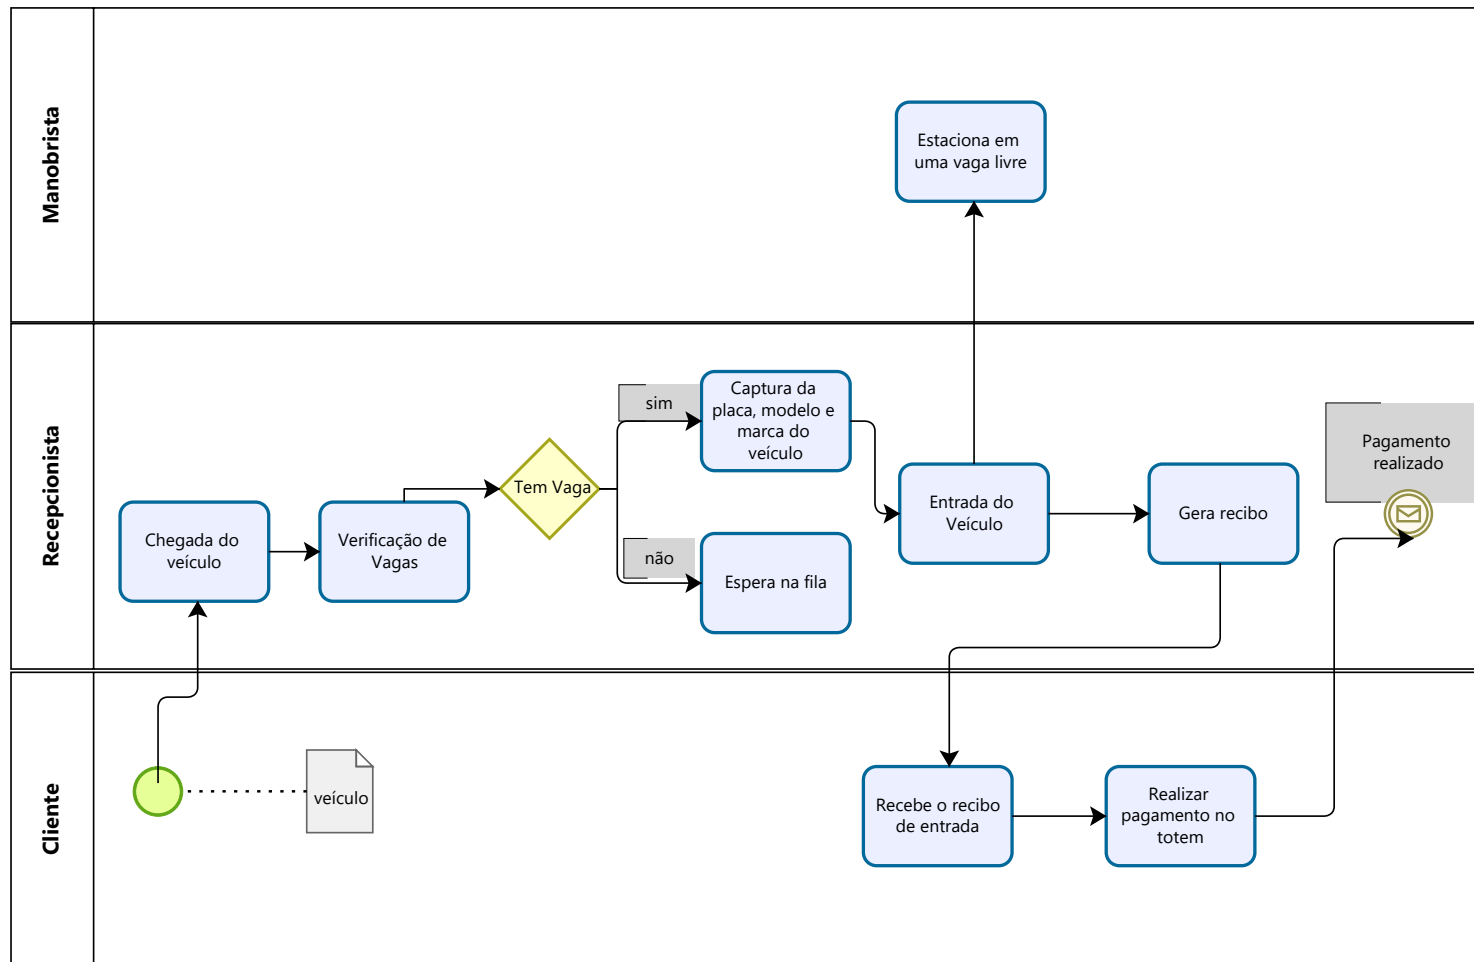 Manobrista
Estaciona em
uma vaga livre
Recepcionista
Chegada do
veículo
Verificação de
Vagas
Tem Vaga
sim
não
Captura da
placa, modelo e
marca do
veículo
Espera na fila
Entrada do
Veículo
Gera recibo
Pagamento
realizado
Cliente
veículo
Recebe o recibo
de entrada
Realizar
pagamento no
totem